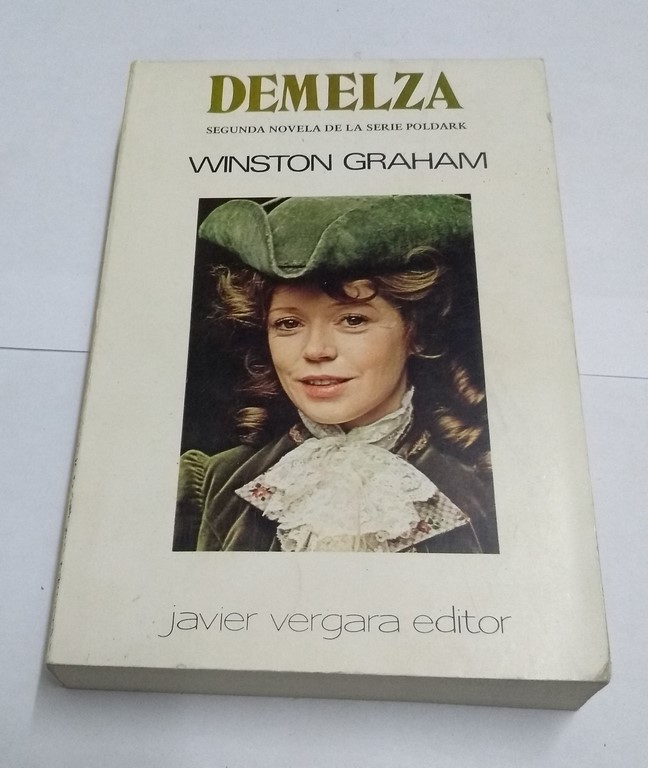 DEMELZA
SEGUNDA NOVELA DE LA SERIE POLDARK
WINSTON GRAHAM
javier vergara editor